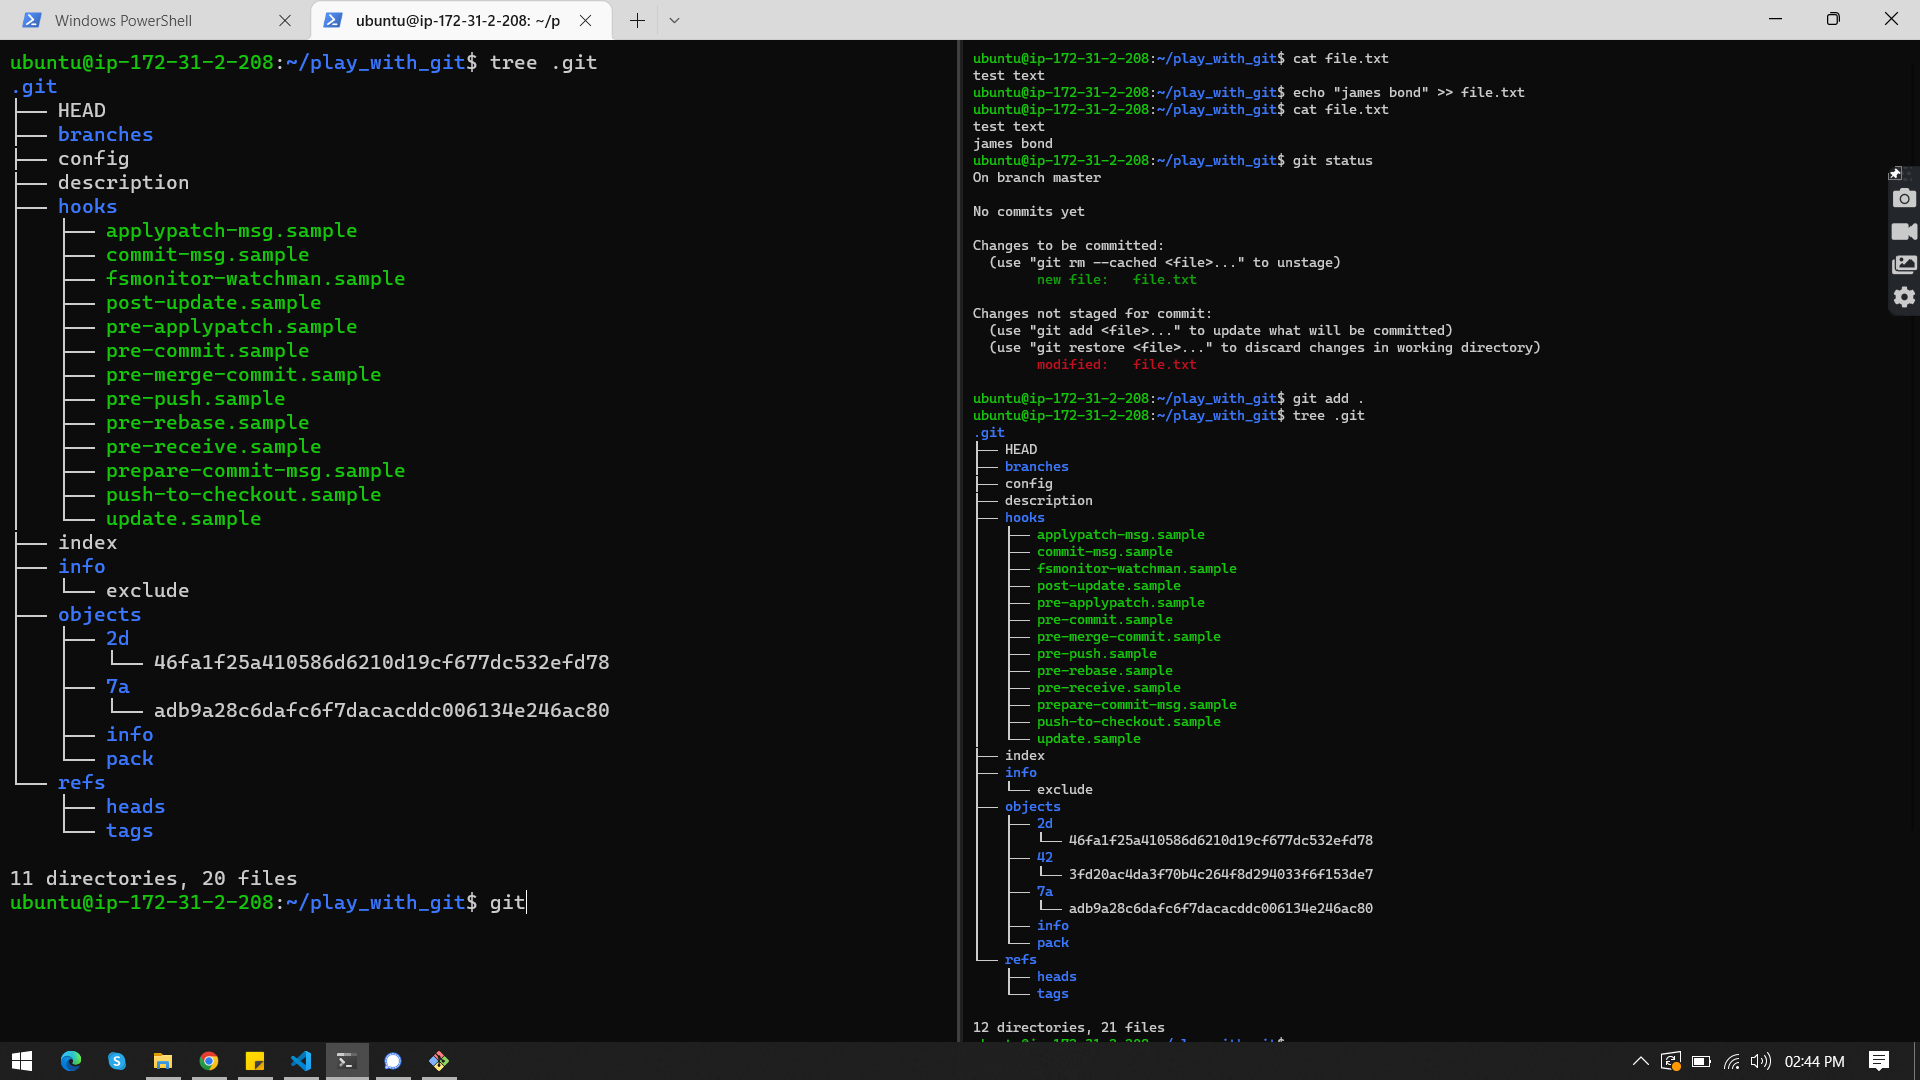 Windows PowerShell
ubuntu@ip-172-31-2-208: ~/p
ubuntu@ip-172-31-2-208:~/play_with_git$ tree .git
.git
├── HEAD
├── branches
├── config
├── description
├── hooks
│   ├── applypatch-msg.sample
│   ├── commit-msg.sample
│   ├── fsmonitor-watchman.sample
│   ├── post-update.sample
│   ├── pre-applypatch.sample
│   ├── pre-commit.sample
│   ├── pre-merge-commit.sample
│   ├── pre-push.sample
│   ├── pre-rebase.sample
│   ├── pre-receive.sample
│   ├── prepare-commit-msg.sample
│   ├── push-to-checkout.sample
│   └── update.sample
├── index
├── info
│   └── exclude
├── objects
│   ├── 2d
│   │   └── 46fa1f25a410586d6210d19cf677dc532efd78
│   ├── 7a
│   │   └── adb9a28c6dafc6f7dacacddc006134e246ac80
│   ├── info
│   └── pack
└── refs
    ├── heads
    └── tags
11 directories, 20 files
ubuntu@ip-172-31-2-208:~/play_with_git$ git
ubuntu@ip-172-31-2-208:~/play_with_git$ cat file.txt
test text
ubuntu@ip-172-31-2-208:~/play_with_git$ echo "james bond" >> file.txt
ubuntu@ip-172-31-2-208:~/play_with_git$ cat file.txt
test text
james bond
ubuntu@ip-172-31-2-208:~/play_with_git$ git status
On branch master
No commits yet
Changes to be committed:
  (use "git rm --cached <file>..." to unstage)
        new file:   file.txt
Changes not staged for commit:
  (use "git add <file>..." to update what will be committed)
  (use "git restore <file>..." to discard changes in working directory)
        modified:   file.txt
ubuntu@ip-172-31-2-208:~/play_with_git$ git add .
ubuntu@ip-172-31-2-208:~/play_with_git$ tree .git
.git
├── HEAD
├── branches
├── config
├── description
├── hooks
│   ├── applypatch-msg.sample
│   ├── commit-msg.sample
│   ├── fsmonitor-watchman.sample
│   ├── post-update.sample
│   ├── pre-applypatch.sample
│   ├── pre-commit.sample
│   ├── pre-merge-commit.sample
│   ├── pre-push.sample
│   ├── pre-rebase.sample
│   ├── pre-receive.sample
│   ├── prepare-commit-msg.sample
│   ├── push-to-checkout.sample
│   └── update.sample
├── index
├── info
│   └── exclude
├── objects
│   ├── 2d
│   │   └── 46fa1f25a410586d6210d19cf677dc532efd78
│   ├── 42
│   │   └── 3fd20ac4da3f70b4c264f8d294033f6f153de7
│   ├── 7a
│   │   └── adb9a28c6dafc6f7dacacddc006134e246ac80
│   ├── info
│   └── pack
└── refs
    ├── heads
    └── tags
12 directories, 21 files
02:44 PM